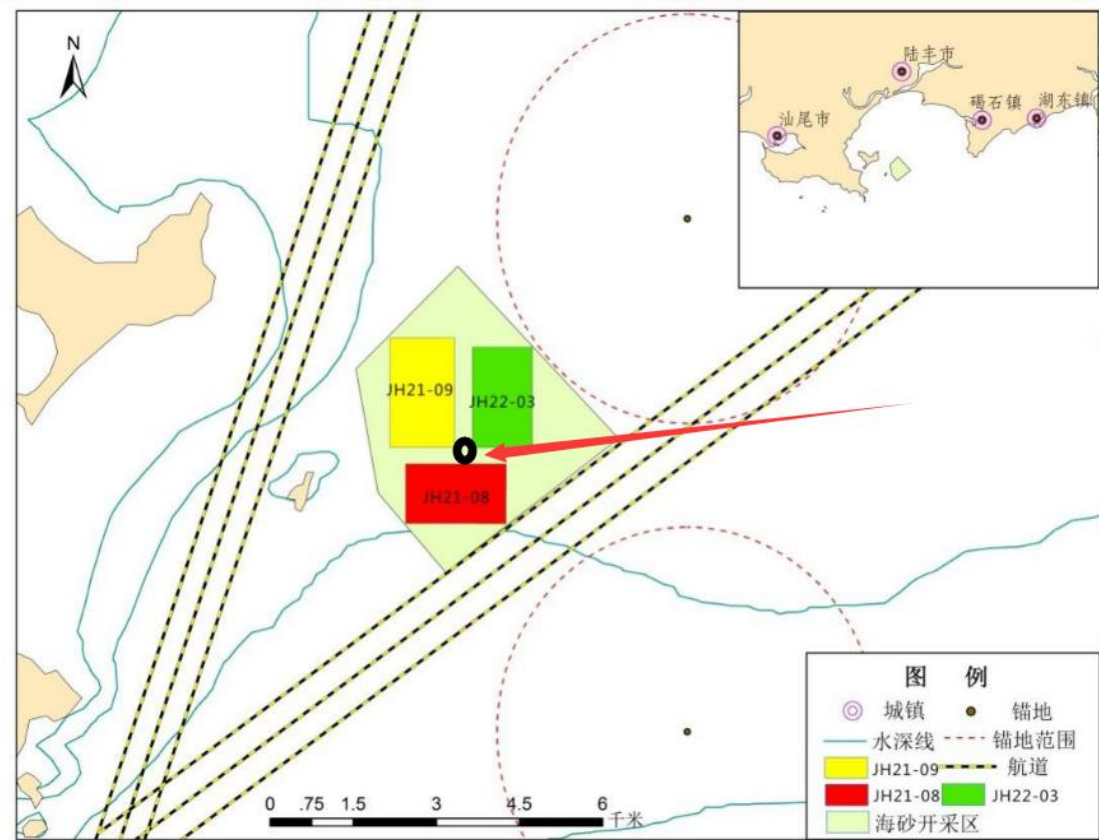 N
陆丰市
碣石镇
湖东镇
汕尾市
JH21-09
JH22-03
JH21-08
图 例
城镇 锚地
水深线 锚地范围
JH21-09 航道
JH21-08 JH22-03
海砂开采区
0 .75 1.5 3 4.5 6
千米